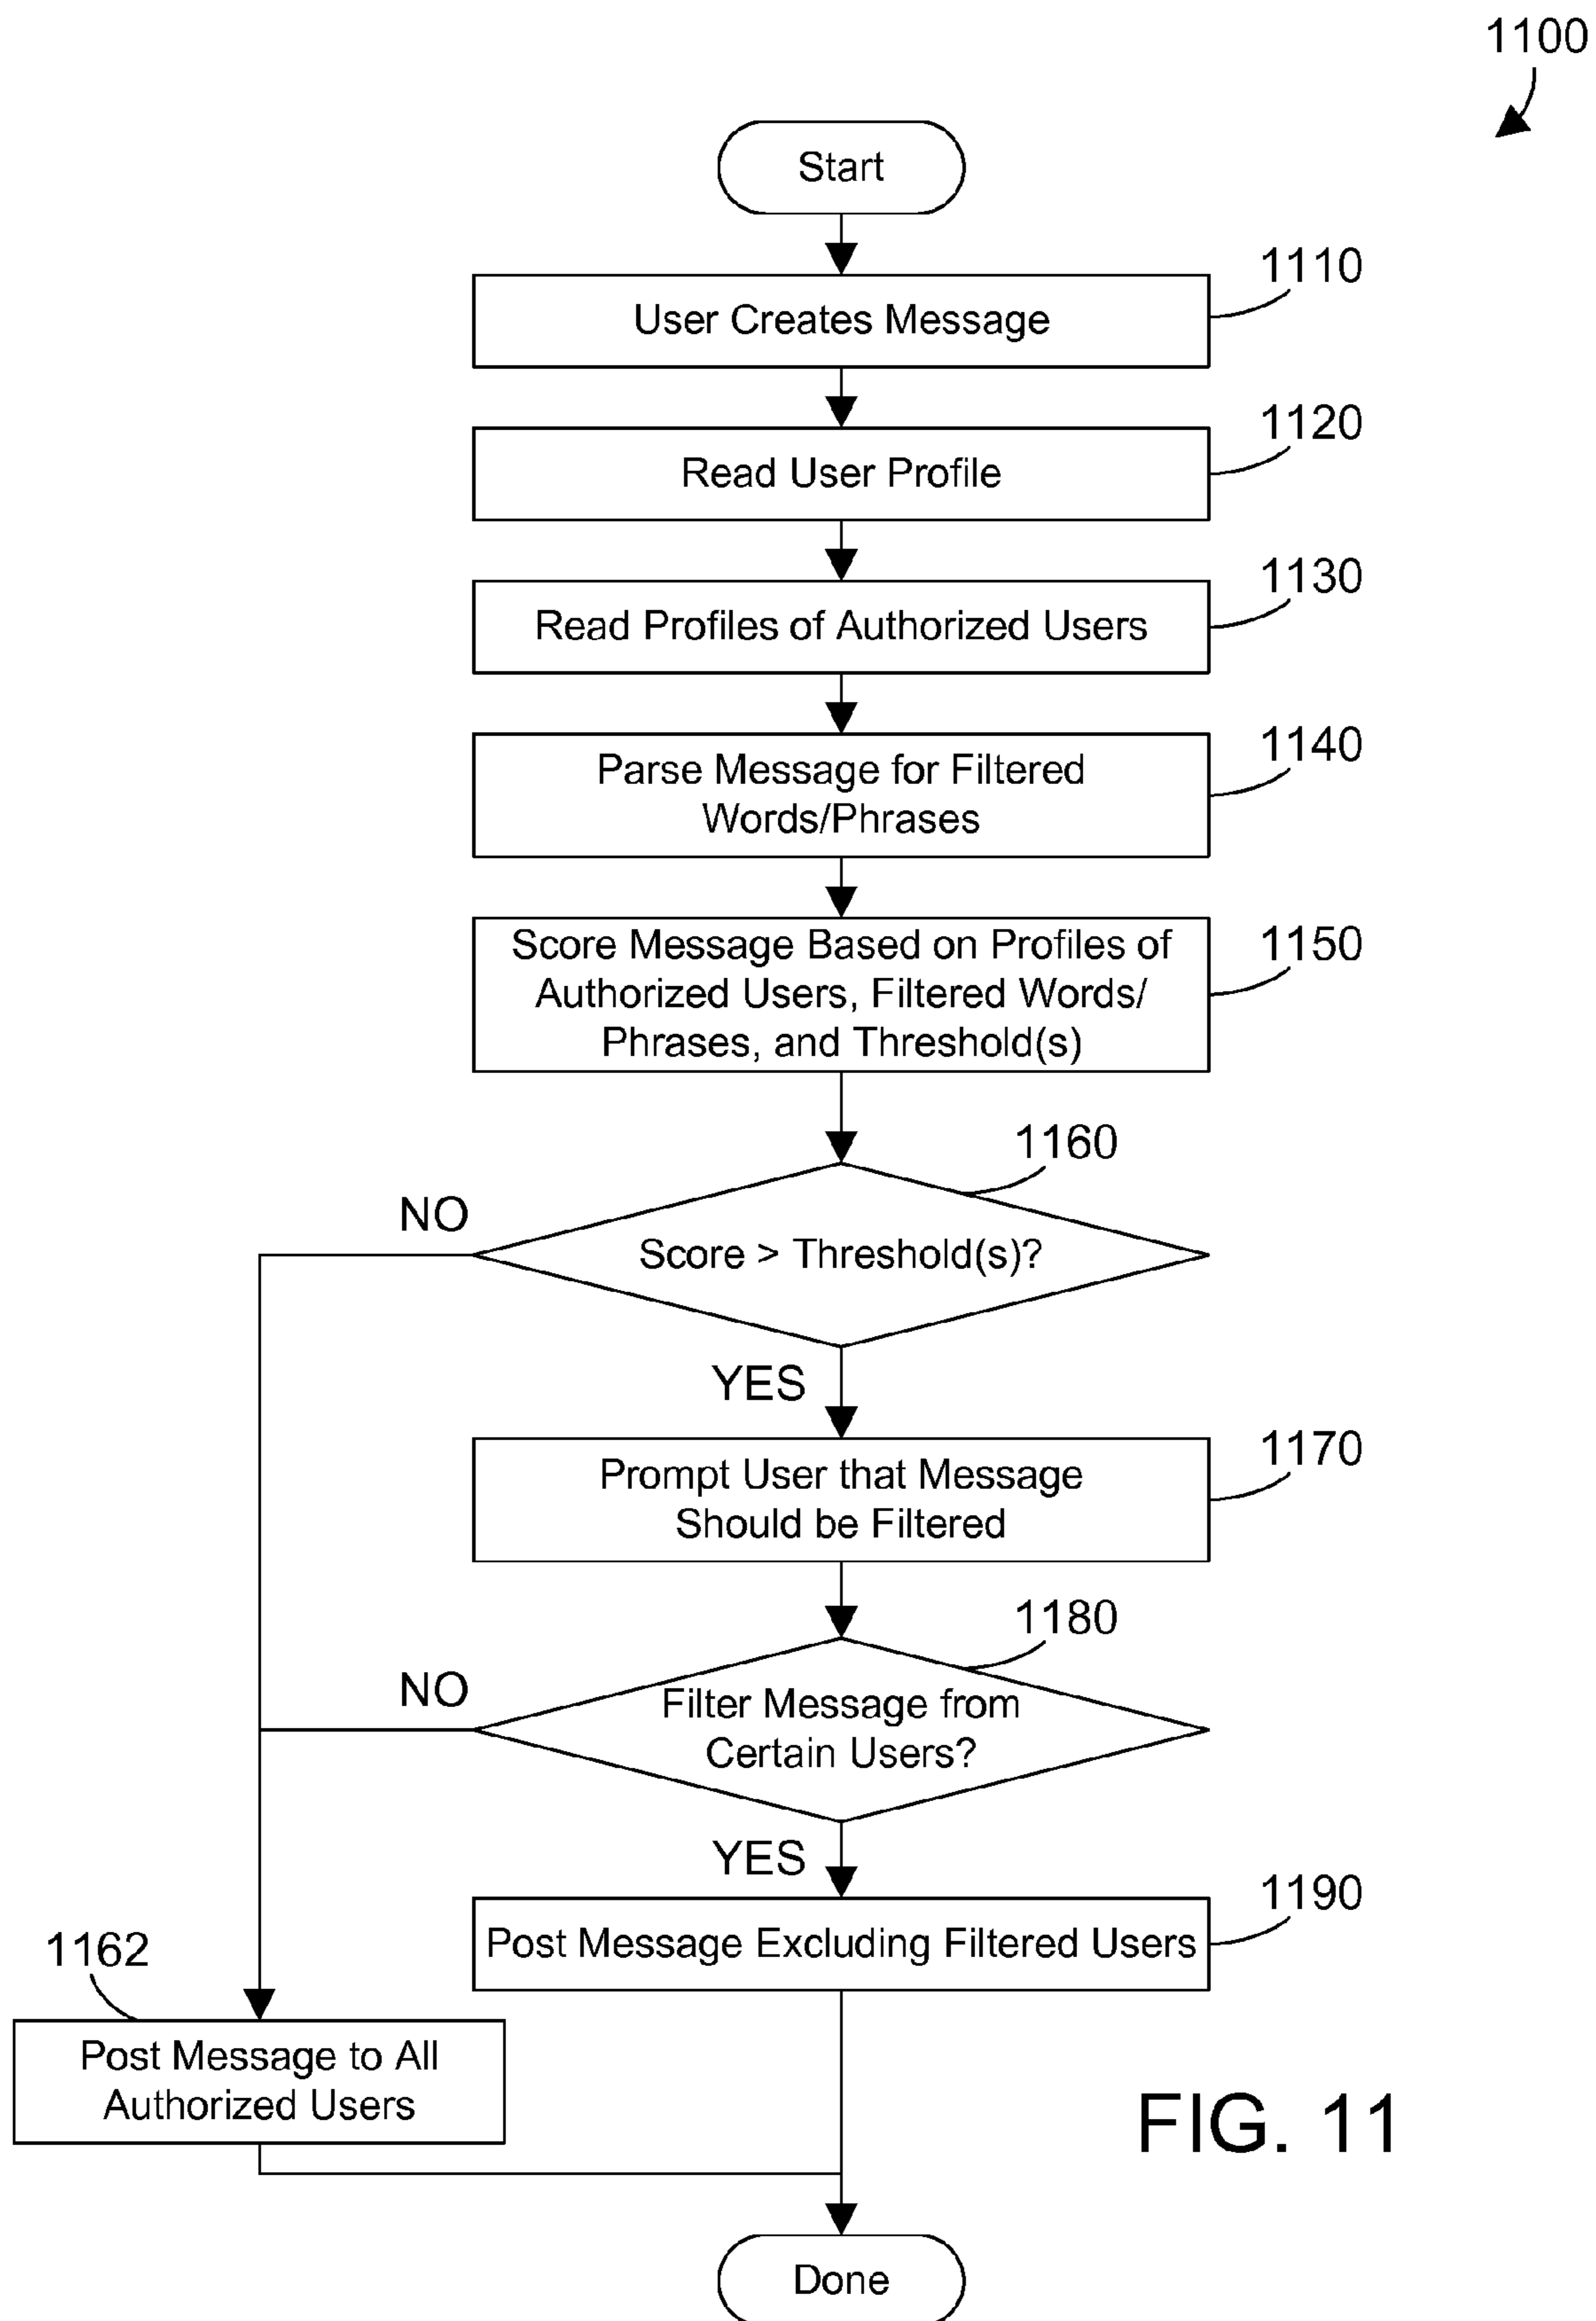 1100
Start
1110
User Creates Message
1120
Read User Profile
1130
Read Profiles of Authorized Users
1140
Parse Message for Filtered
Words/Phrases
1150
Score Message Based on Profiles of
Authorized Users, Filtered Words/
Phrases, and Threshold(s)
1160
NO
Score > Threshold(s)?
YES
1170
Prompt User that Message
Should be Filtered
1180
NO
Filter Message from
Certain Users?
YES
1190
Post Message Excluding Filtered Users
1162
Post Message to All
Authorized Users
FIG. 11
Done